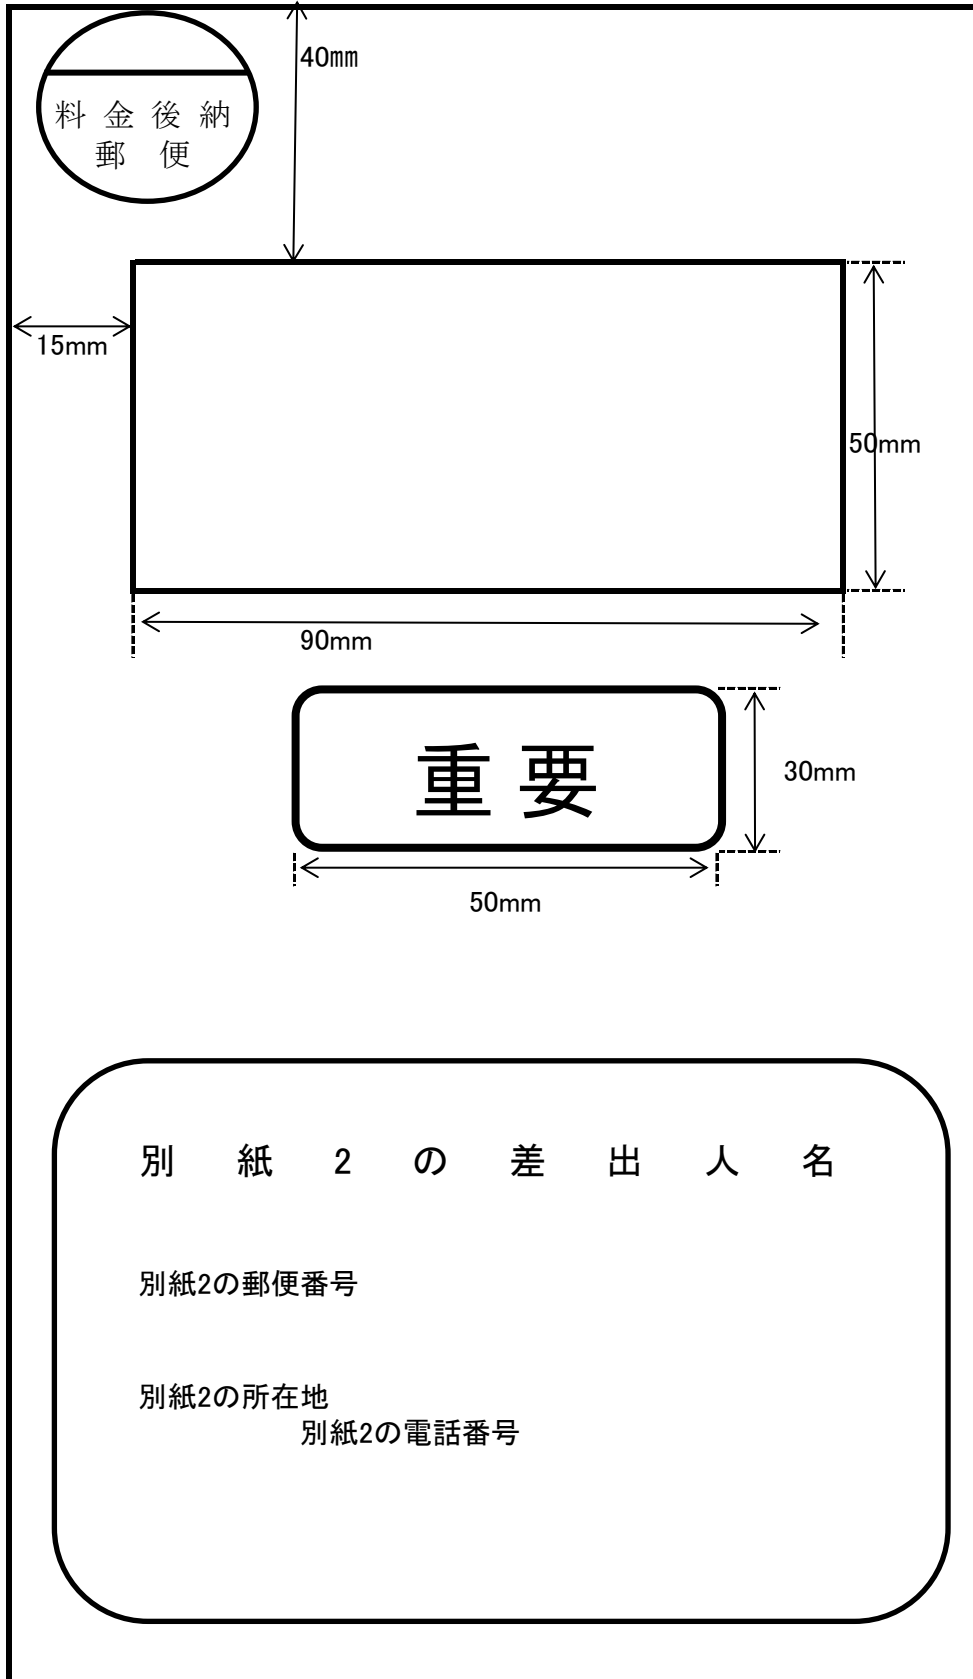 40mm
料金後納
郵便
15mm
50mm
90mm
重要
30mm
50mm
別紙2の差出人名
別紙2の郵便番号
別紙2の所在地
別紙2の電話番号